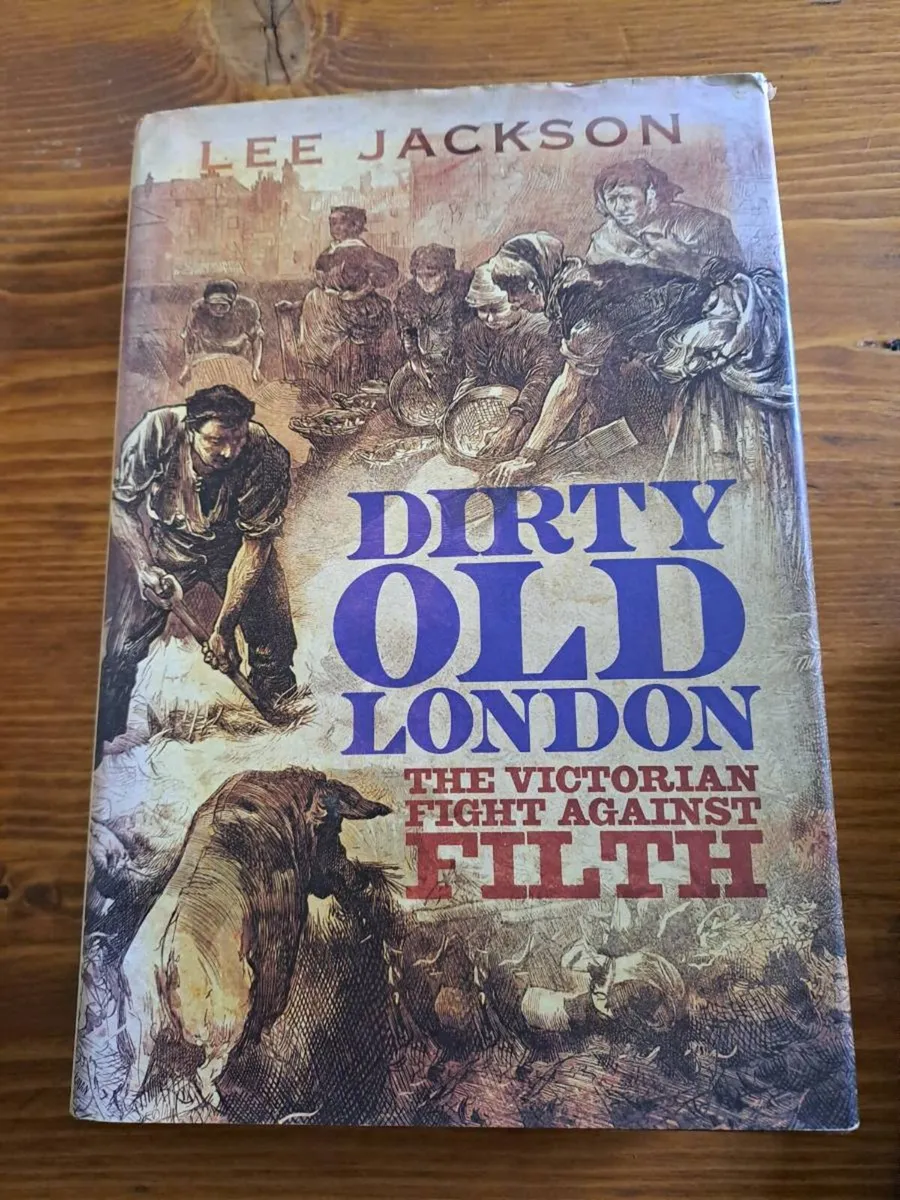 LEE JACKSON
DIRTY
OLD
LONDON
THE VICTORIAN
FIGHT AGAINST
FILTH